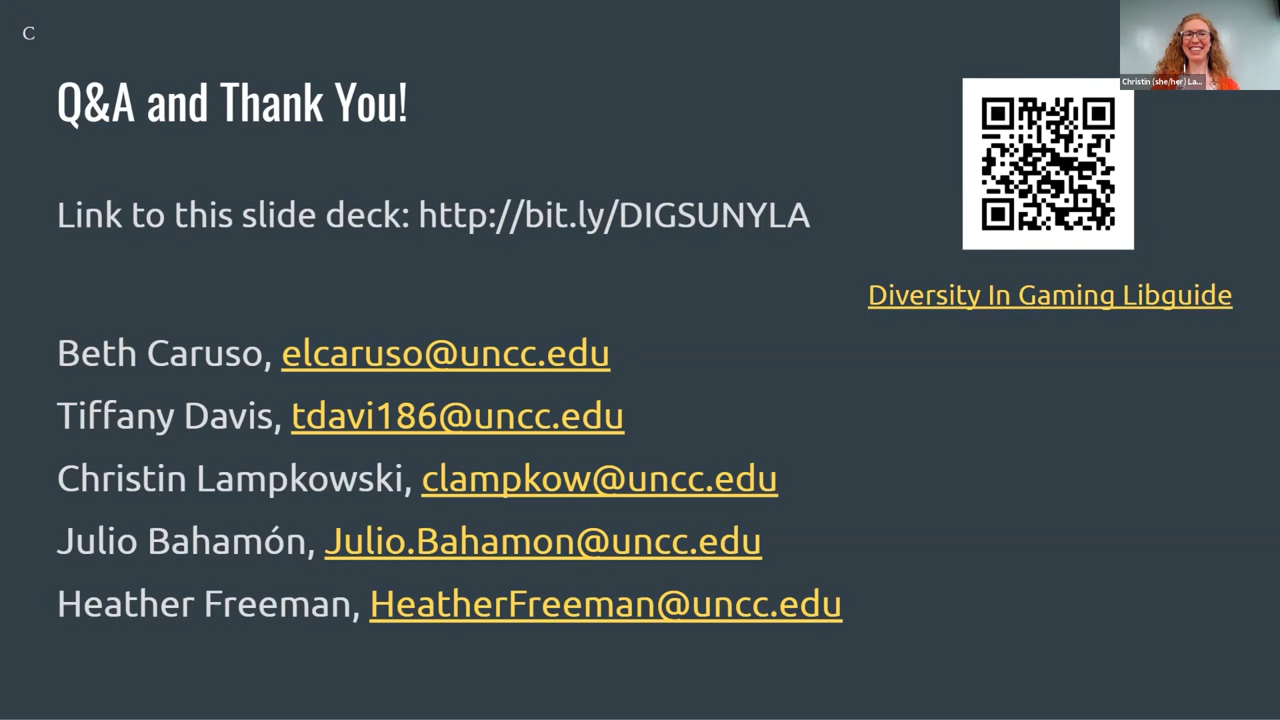 C
Christin (she/her) La...
Q&A and Thank You!
Link to this slide deck: http://bit.ly/DIGSUNYLA
Diversity In Gaming Libguide
Beth Caruso, elcaruso@uncc.edu
Tiffany Davis, tdavi186@uncc.edu
Christin Lampkowski, clampkow@uncc.edu
Julio Bahamón, Julio.Bahamon@uncc.edu
Heather Freeman, HeatherFreeman@uncc.edu